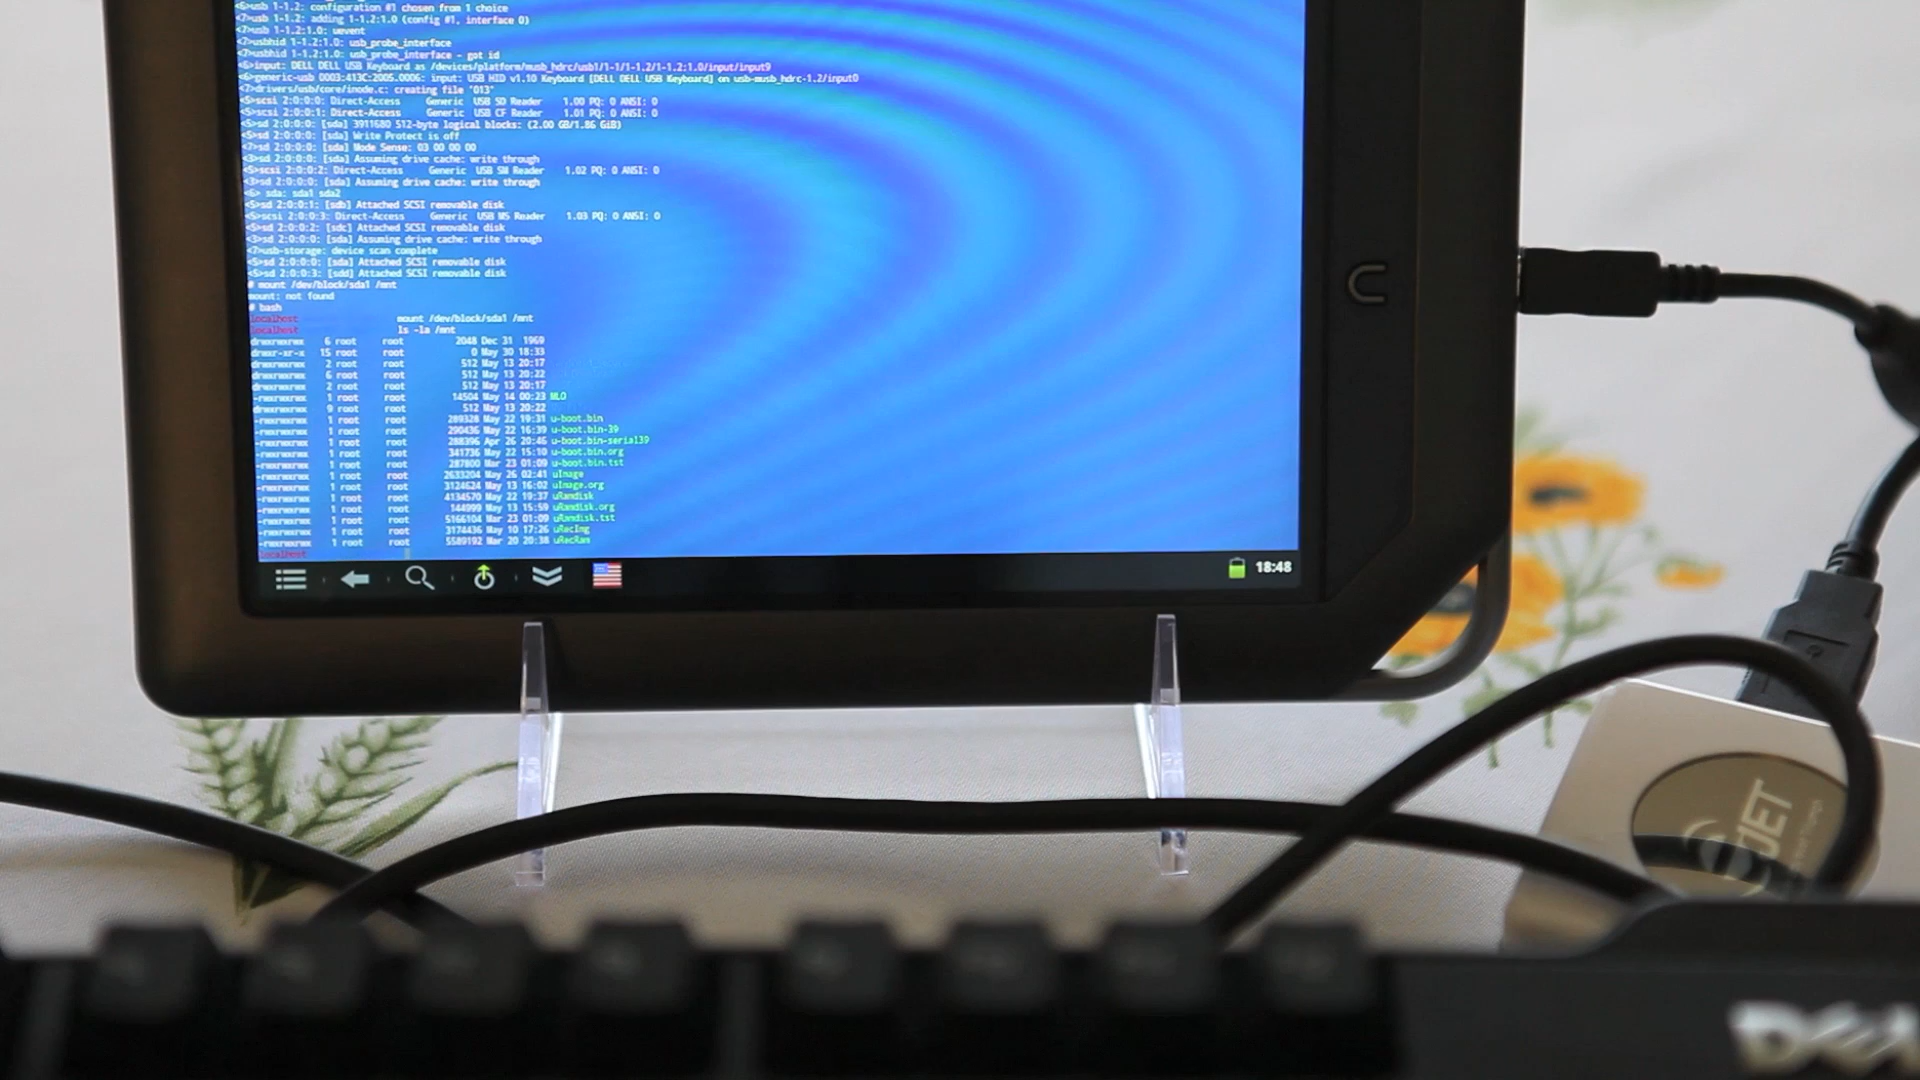 <6>usb 1-1.2: configuration #1 chosen from 1 choice
<7>usb 1-1.2: adding 1-1.2:1.0 (config #1, interface 0)
<7>usb 1-1.2:1.0: uevent
<7>usbhid 1-1.2:1.0: usb_probe_interface
<7>usbhid 1-1.2:1.0: usb_probe_interface - got id
<6>input: DELL DELL USB Keyboard as /devices/platform/musb_hdrc/usb1/1-1/1-1.2/1-1.2:1.0/input/input9
<6>generic-usb 0003:413C:2005.0006: input: USB HID v1.10 Keyboard [DELL DELL USB Keyboard] on usb-musb_hdrc-1.2/input0
<7>drivers/usb/core/inode.c: creating file '013'
<5>scsi 2:0:0:0: Direct-Access Generic USB SD Reader 1.00 PQ: 0 ANSI: 0
<5>scsi 2:0:0:1: Direct-Access Generic USB CF Reader 1.01 PQ: 0 ANSI: 0
<5>sd 2:0:0:0: [sda] 3911680 512-byte logical blocks: (2.00 GB/1.86 GiB)
<5>sd 2:0:0:0: [sda] Write Protect is off
<7>sd 2:0:0:0: [sda] Mode Sense: 03 00 00 00
<3>sd 2:0:0:0: [sda] Assuming drive cache: write through
<5>scsi 2:0:0:2: Direct-Access Generic USB SM Reader 1.02 PQ: 0 ANSI: 0
<3>sd 2:0:0:0: [sda] Assuming drive cache: write through
<6> sda: sda1 sda2
<5>sd 2:0:0:1: [sdb] Attached SCSI removable disk
<5>scsi 2:0:0:3: Direct-Access Generic USB MS Reader 1.03 PQ: 0 ANSI: 0
<5>sd 2:0:0:2: [sdc] Attached SCSI removable disk
<3>sd 2:0:0:0: [sda] Assuming drive cache: write through
<7>usb-storage: device scan complete
<5>sd 2:0:0:0: [sda] Attached SCSI removable disk
<5>sd 2:0:0:3: [sdd] Attached SCSI removable disk
# mount /dev/block/sda1 /mnt
mount: not found
# bash
localhost mount /dev/block/sda1 /mnt
localhost ls -la /mnt
drwxrwxrwx 6 root root 2048 Dec 31 1969
drwxr-xr-x 15 root root 0 May 30 18:33
drwxrwxrwx 2 root root 512 May 13 20:17
drwxrwxrwx 6 root root 512 May 13 20:22
drwxrwxrwx 2 root root 512 May 13 20:17
-rwxrwxrwx 1 root root 14504 May 14 00:23 MLO
drwxrwxrwx 9 root root 512 May 13 20:22
-rwxrwxrwx 1 root root 289328 May 22 19:31 u-boot.bin
-rwxrwxrwx 1 root root 290436 May 22 16:39 u-boot.bin-39
-rwxrwxrwx 1 root root 288396 Apr 26 20:46 u-boot.bin-serial39
-rwxrwxrwx 1 root root 341736 May 22 15:10 u-boot.bin.org
-rwxrwxrwx 1 root root 287800 Mar 23 01:09 u-boot.bin.tst
-rwxrwxrwx 1 root root 2633204 May 26 02:41 uImage
-rwxrwxrwx 1 root root 3124624 May 13 16:02 uImage.org
-rwxrwxrwx 1 root root 4134570 May 22 19:37 uRamdisk
-rwxrwxrwx 1 root root 144999 May 13 15:59 uRamdisk.org
-rwxrwxrwx 1 root root 5166104 Mar 23 01:09 uRamdisk.tst
-rwxrwxrwx 1 root root 3174436 May 10 17:26 uRecImg
-rwxrwxrwx 1 root root 5589192 Mar 20 20:38 uRecRam
localhost
18:48